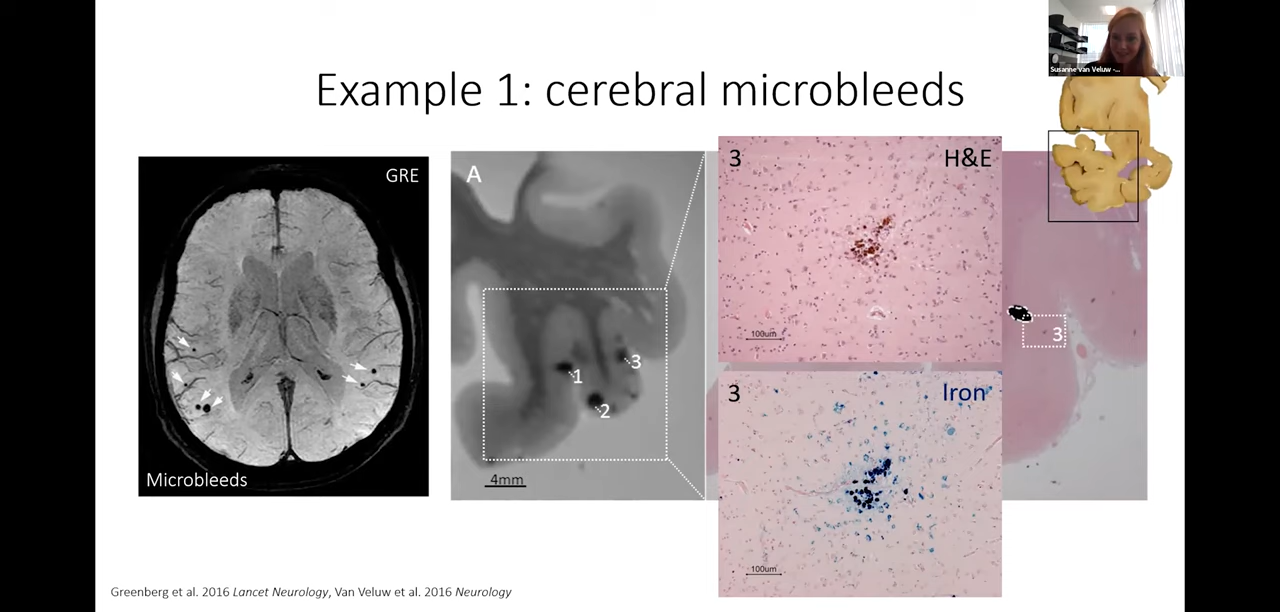 Susanne van Veluw -...
Example 1: cerebral microbleeds
GRE
Microbleeds
A
1
2
3
4mm
3
H&E
100um
3
Iron
100um
3
Greenberg et al. 2016 Lancet Neurology, Van Veluw et al. 2016 Neurology